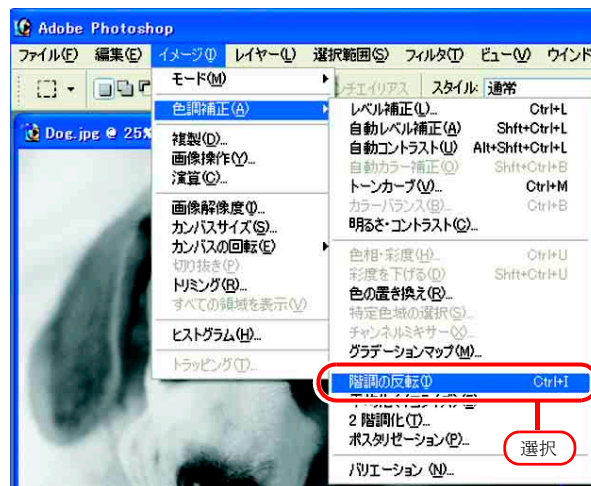 Adobe Photoshop
ファイル(F) 編集(E) イメージ(I) レイヤー(L) 選択範囲(S) フィルタ(T) ビュー(W) ウインド
チエイリアス スタイル: 通常
Dog.jpg @ 25%
モード(M)
色調補正(A)
複製(D)...
画像操作(Y)...
演算(C)...
画像解像度(I)...
カンバスサイズ(S)...
カンバスの回転(E)
切り抜き(P)
トリミング(R)...
すべての領域を表示(V)
ヒストグラム(H)...
トラッピング(T)...
レベル補正(L)... Ctrl+L
自動レベル補正(A) Shft+Ctrl+L
自動コントラスト(U) Alt+Shft+Ctrl+L
自動カラー補正(O) Shft+Ctrl+B
トーンカーブ(V)... Ctrl+M
カラーバランス(B)... Ctrl+B
明るさ・コントラスト(C)...
色相・彩度(H)... Ctrl+U
彩度を下げる(D) Shft+Ctrl+U
色の置き換え(R)...
特定色域の選択(S)...
チャンネルミキサー(X)...
グラデーションマップ(M)...
階調の反転(I) Ctrl+I
2 階調化(T)...
ポスタリゼーション(P)...
選択
バリエーション (N)...